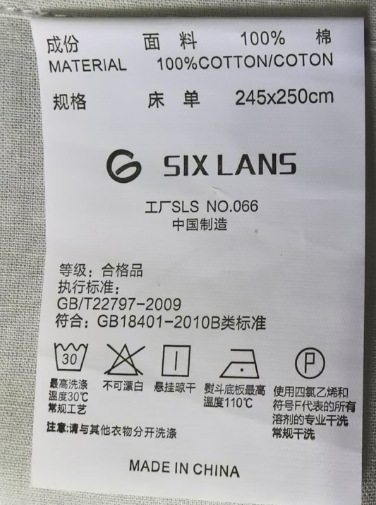 成份 面料 100% 棉
MATERIAL 100%COTTON/COTON
规格 床单 245x250cm
SIX LANS
工厂SLS NO.066
中国制造
等级：合格品
执行标准：
GB/T22797-2009
符合：GB18401-2010B类标准
30 P
最高洗涤 不可漂白 悬挂晾干 熨斗底板最高 使用四氯乙烯和
温度30℃ 温度110℃ 符号F代表的所有
常规工艺 溶剂的专业干洗
常规干洗
注意：请与其他衣物分开洗涤
MADE IN CHINA